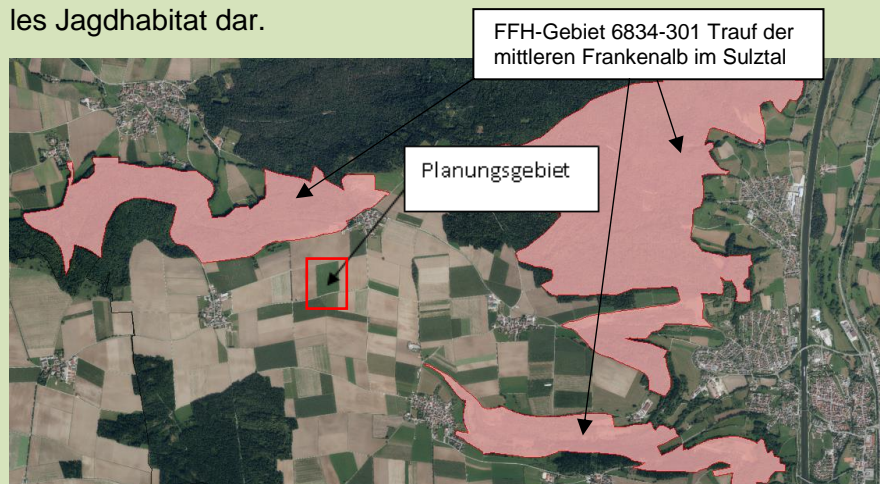 les Jagdhabitat dar.
FFH-Gebiet 6834-301 Trauf der
mittleren Frankenalb im Sulztal
Planungsgebiet